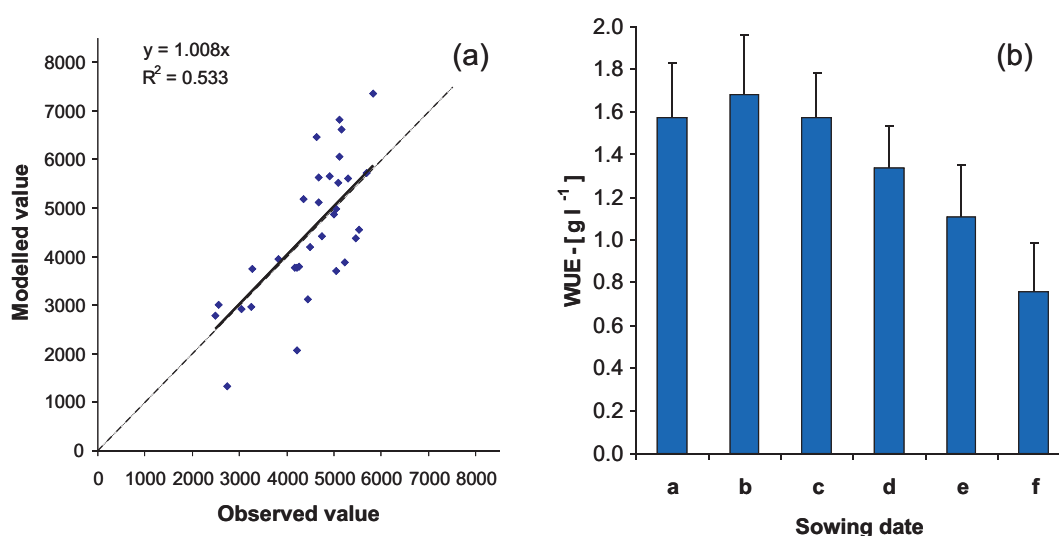 y = 1.008x
R² = 0.533
(a)
8000
7000
6000
5000
4000
3000
2000
1000
0
Modelled value
0 1000 2000 3000 4000 5000 6000 7000 8000
Observed value
(b)
2.0
1.8
1.6
1.4
1.2
1.0
0.8
0.6
0.4
0.2
0.0
WUE - [ g l⁻¹ ]
a b c d e f
Sowing date